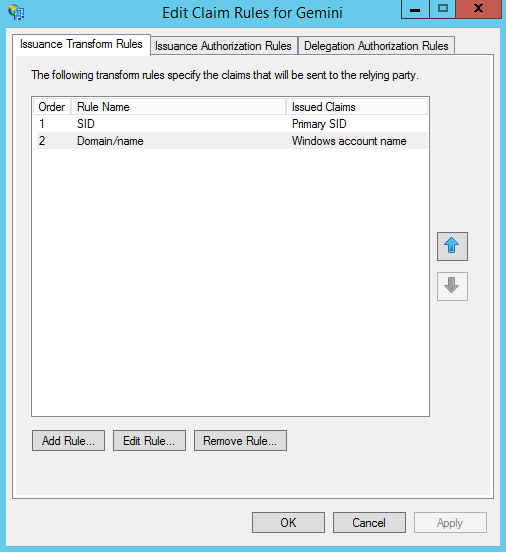 Edit Claim Rules for Gemini
Issuance Transform Rules Issuance Authorization Rules Delegation Authorization Rules
The following transform rules specify the claims that will be sent to the relying party.
Order Rule Name Issued Claims
1 SID Primary SID
2 Domain/name Windows account name
Add Rule... Edit Rule... Remove Rule...
OK Cancel Apply